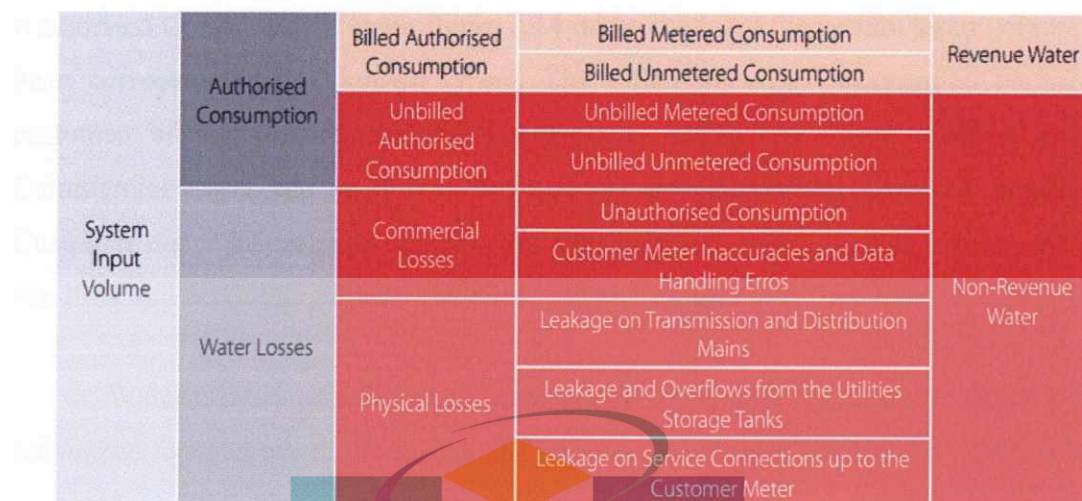 System
Input
Volume
Authorised
Consumption
Water Losses
Billed Authorised
Consumption
Unbilled
Authorised
Consumption
Commercial
Losses
Physical Losses
Billed Metered Consumption
Billed Unmetered Consumption
Unbilled Metered Consumption
Unbilled Unmetered Consumption
Unauthorised Consumption
Customer Meter Inaccuracies and Data
Handling Erros
Leakage on Transmission and Distribution
Mains
Leakage and Overflows from the Utilities
Storage Tanks
Leakage on Service Connections up to the
Customer Meter
Revenue Water
Non-Revenue
Water